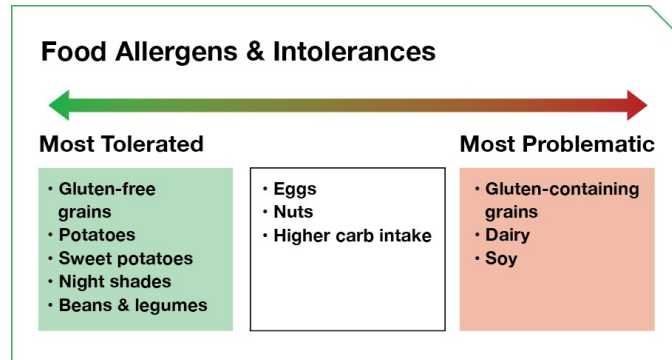 Food Allergens & Intolerances
Most Tolerated
Most Problematic
· Gluten-free
grains
· Potatoes
· Sweet potatoes
· Night shades
· Beans & legumes
· Eggs
· Nuts
· Higher carb intake
· Gluten-containing
grains
· Dairy
· Soy